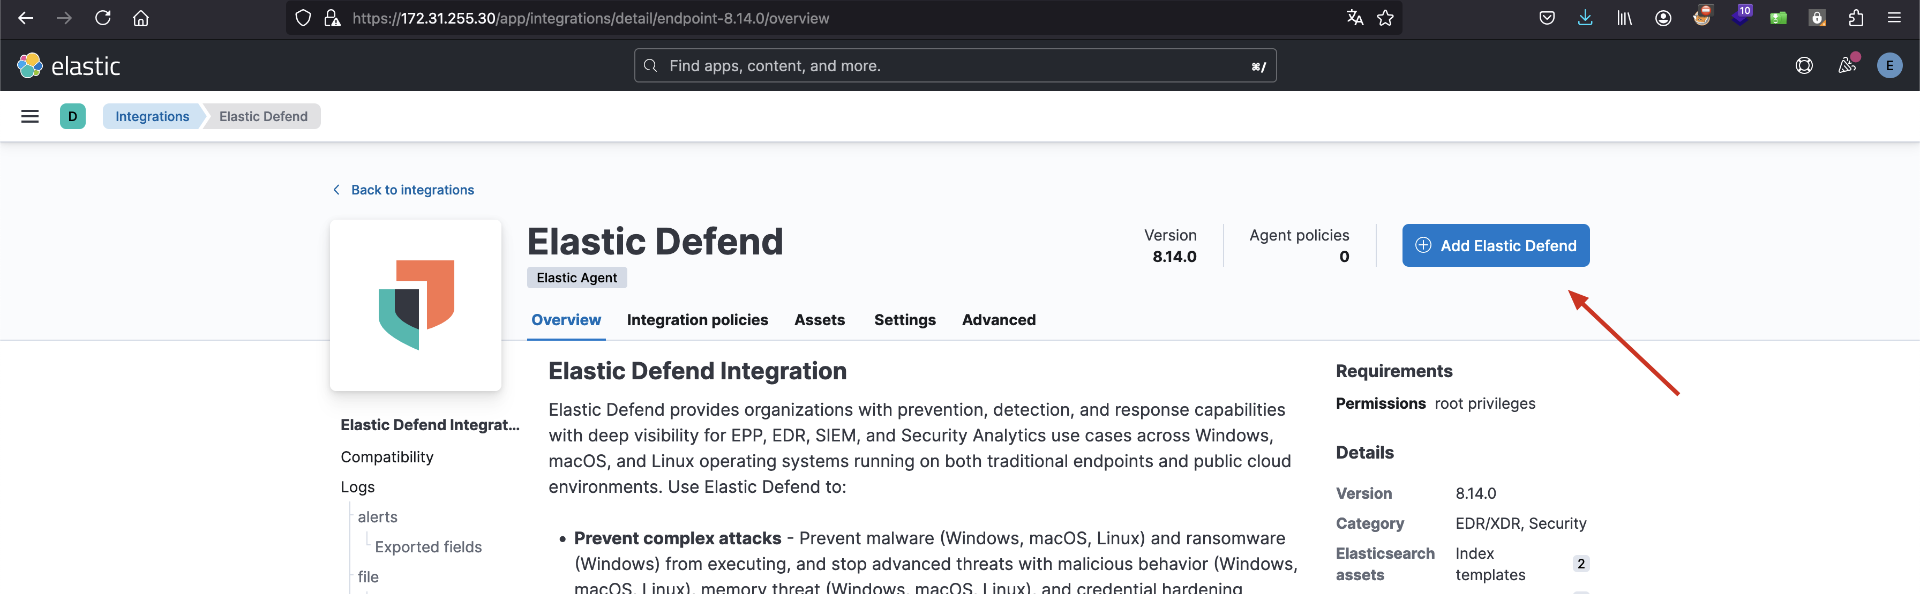 https://172.31.255.30/app/integrations/detail/endpoint-8.14.0/overview
10
elastic
Find apps, content, and more.
⌘/
E
D
Integrations
Elastic Defend
Back to integrations
Elastic Defend
Elastic Agent
Version
8.14.0
Agent policies
0
Add Elastic Defend
Overview
Integration policies
Assets
Settings
Advanced
Elastic Defend Integrat...
Compatibility
Logs
alerts
Exported fields
file
Elastic Defend Integration
Elastic Defend provides organizations with prevention, detection, and response capabilities
with deep visibility for EPP, EDR, SIEM, and Security Analytics use cases across Windows,
macOS, and Linux operating systems running on both traditional endpoints and public cloud
environments. Use Elastic Defend to:
• Prevent complex attacks - Prevent malware (Windows, macOS, Linux) and ransomware
(Windows) from executing, and stop advanced threats with malicious behavior (Windows,
macOS, Linux), memory threat (Windows, macOS, Linux), and credential hardening
Requirements
Permissions root privileges
Details
Version 8.14.0
Category EDR/XDR, Security
Elasticsearch assets
Index templates
2